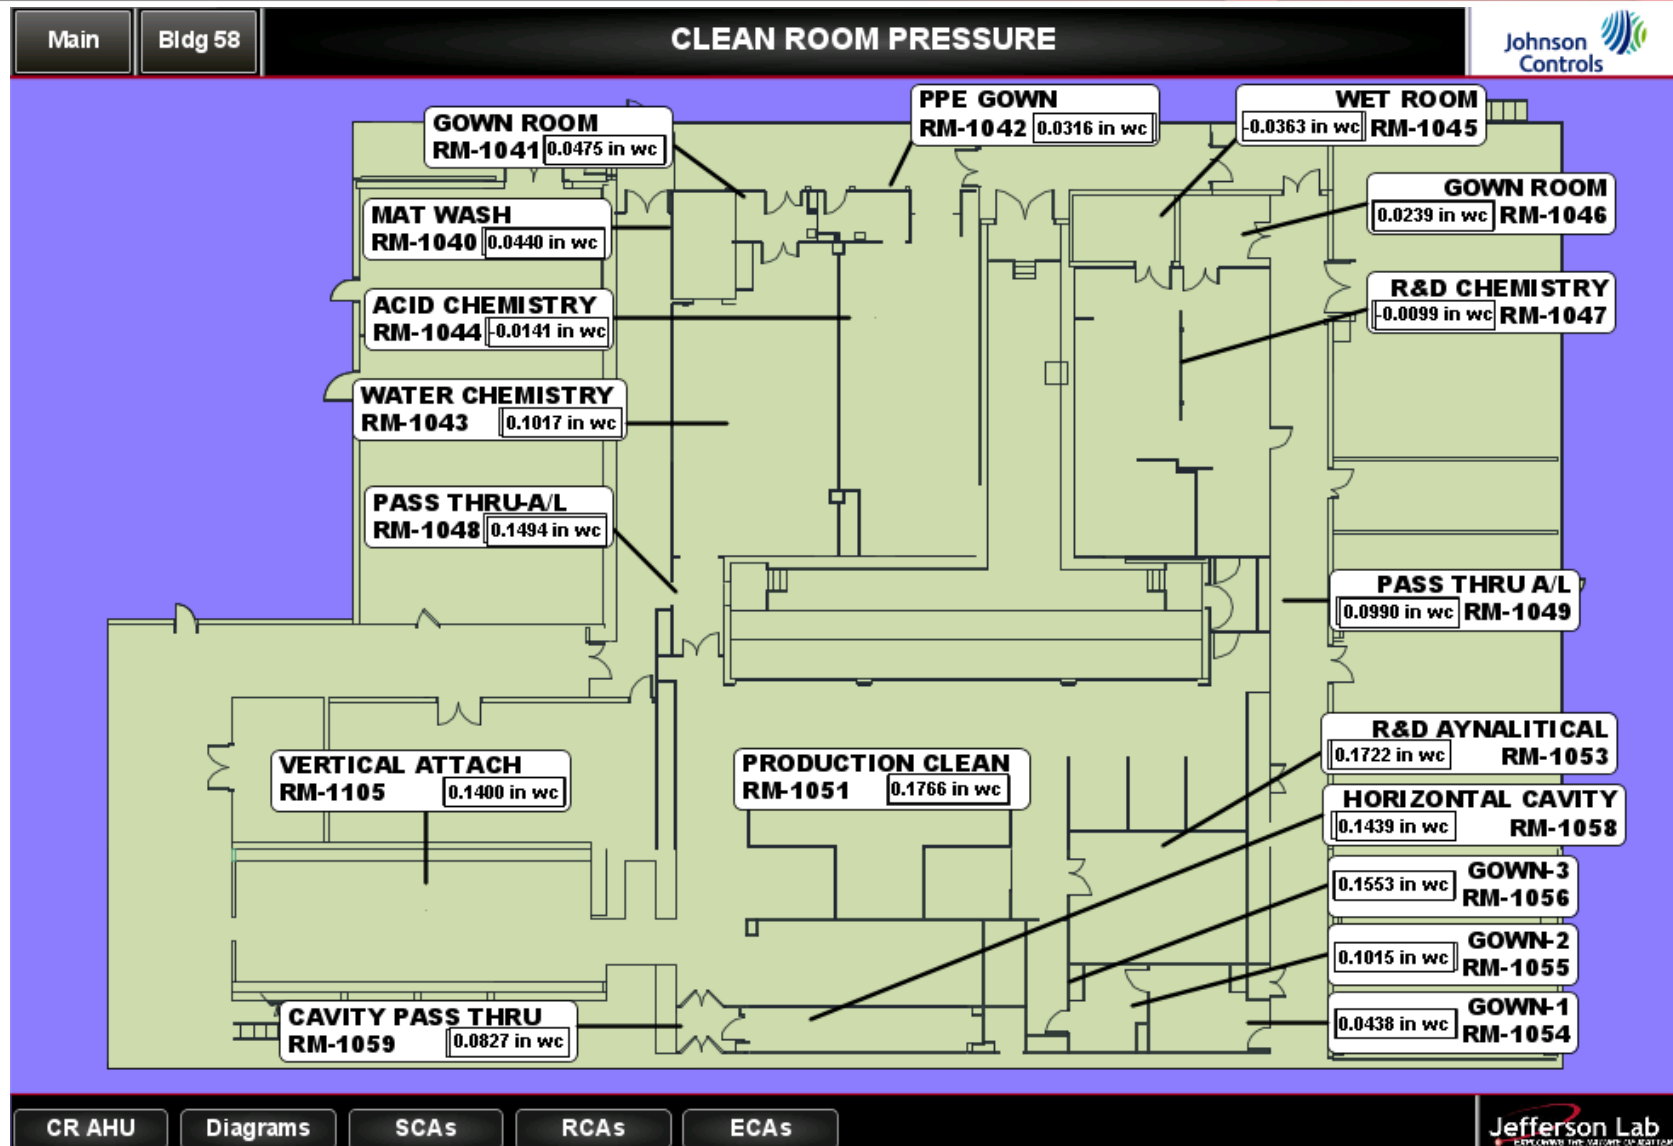 Main
Bldg 58
CLEAN ROOM PRESSURE
Johnson
Controls
GOWN ROOM
RM-1041 0.0475 in wc
PPE GOWN
RM-1042 0.0316 in wc
WET ROOM
-0.0363 in wc RM-1045
MAT WASH
RM-1040 0.0440 in wc
GOWN ROOM
0.0239 in wc RM-1046
ACID CHEMISTRY
RM-1044 -0.0141 in wc
R&D CHEMISTRY
-0.0099 in wc RM-1047
WATER CHEMISTRY
RM-1043 0.1017 in wc
PASS THRU-A/L
RM-1048 0.1494 in wc
PASS THRU A/L
0.0990 in wc RM-1049
VERTICAL ATTACH
RM-1105 0.1400 in wc
PRODUCTION CLEAN
RM-1051 0.1766 in wc
R&D AYNALITICAL
0.1722 in wc RM-1053
HORIZONTAL CAVITY
0.1439 in wc RM-1058
GOWN-3
0.1553 in wc RM-1056
GOWN-2
0.1015 in wc RM-1055
GOWN-1
0.0438 in wc RM-1054
CAVITY PASS THRU
RM-1059 0.0827 in wc
CR AHU
Diagrams
SCAs
RCAs
ECAs
Jefferson Lab
EXPLORING THE NATURE OF MATTER